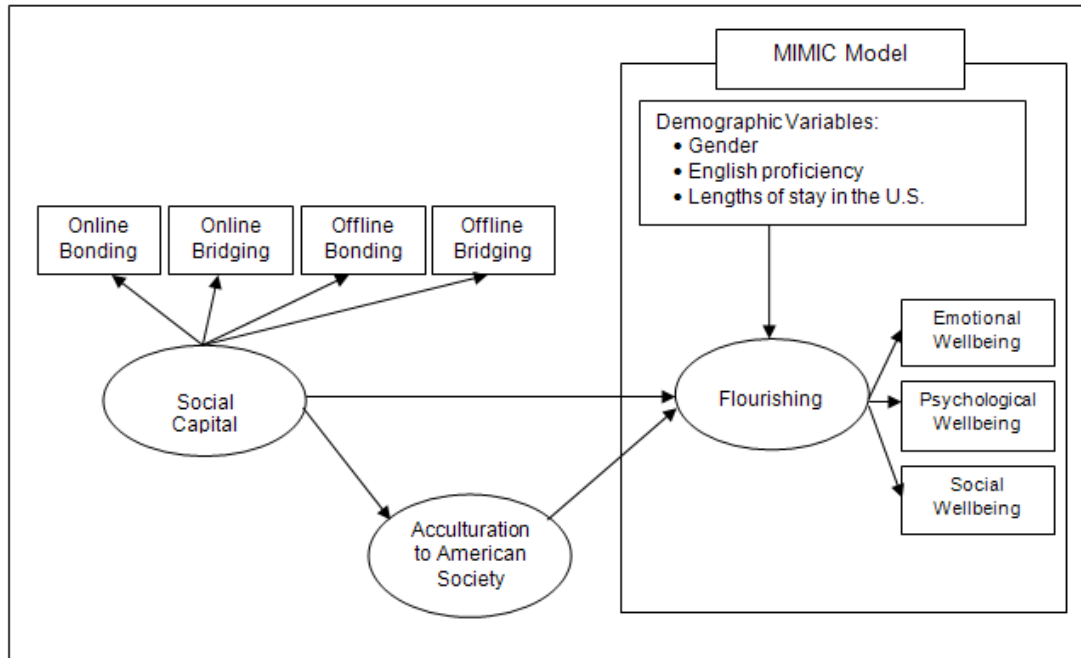 MIMIC Model
Demographic Variables:
• Gender
• English proficiency
• Lengths of stay in the U.S.
Online
Bonding
Online
Bridging
Offline
Bonding
Offline
Bridging
Social
Capital
Flourishing
Emotional
Wellbeing
Psychological
Wellbeing
Social
Wellbeing
Acculturation
to American
Society